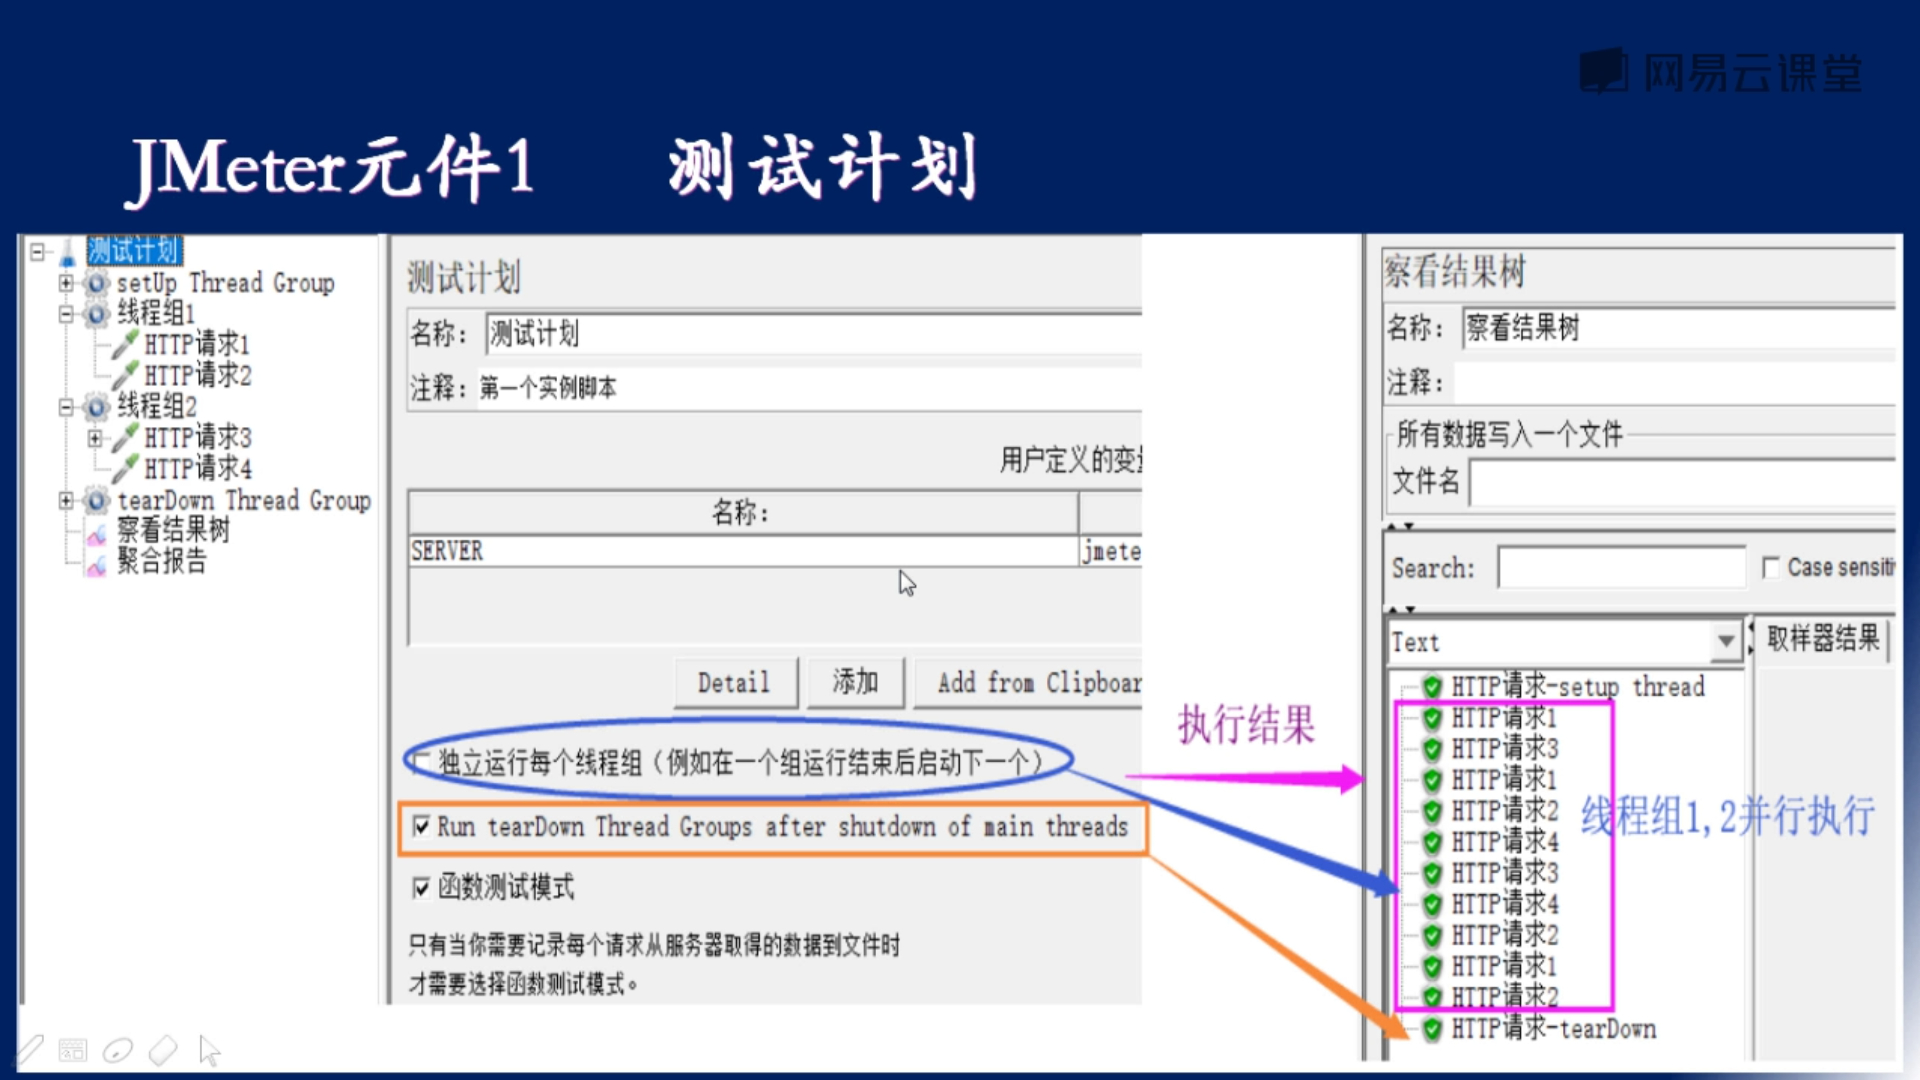 网易云课堂
JMeter元件1 测试计划
测试计划
setUp Thread Group
线程组1
HTTP请求1
HTTP请求2
线程组2
HTTP请求3
HTTP请求4
tearDown Thread Group
察看结果树
聚合报告
测试计划
名称： 测试计划
注释： 第一个实例脚本
用户定义的变
名称：
SERVER jmete
Detail 添加 Add from Clipboar
独立运行每个线程组（例如在一个组运行结束后启动下一个）
Run tearDown Thread Groups after shutdown of main threads
函数测试模式
只有当你需要记录每个请求从服务器取得的数据到文件时
才需要选择函数测试模式。
执行结果
察看结果树
名称： 察看结果树
注释：
所有数据写入一个文件
文件名
Search: Case sensiti
Text 取样器结果
HTTP请求-setup thread
HTTP请求1
HTTP请求3
HTTP请求1
HTTP请求2
HTTP请求4
HTTP请求3
HTTP请求4
HTTP请求2
HTTP请求1
HTTP请求2
HTTP请求-tearDown
线程组1,2并行执行